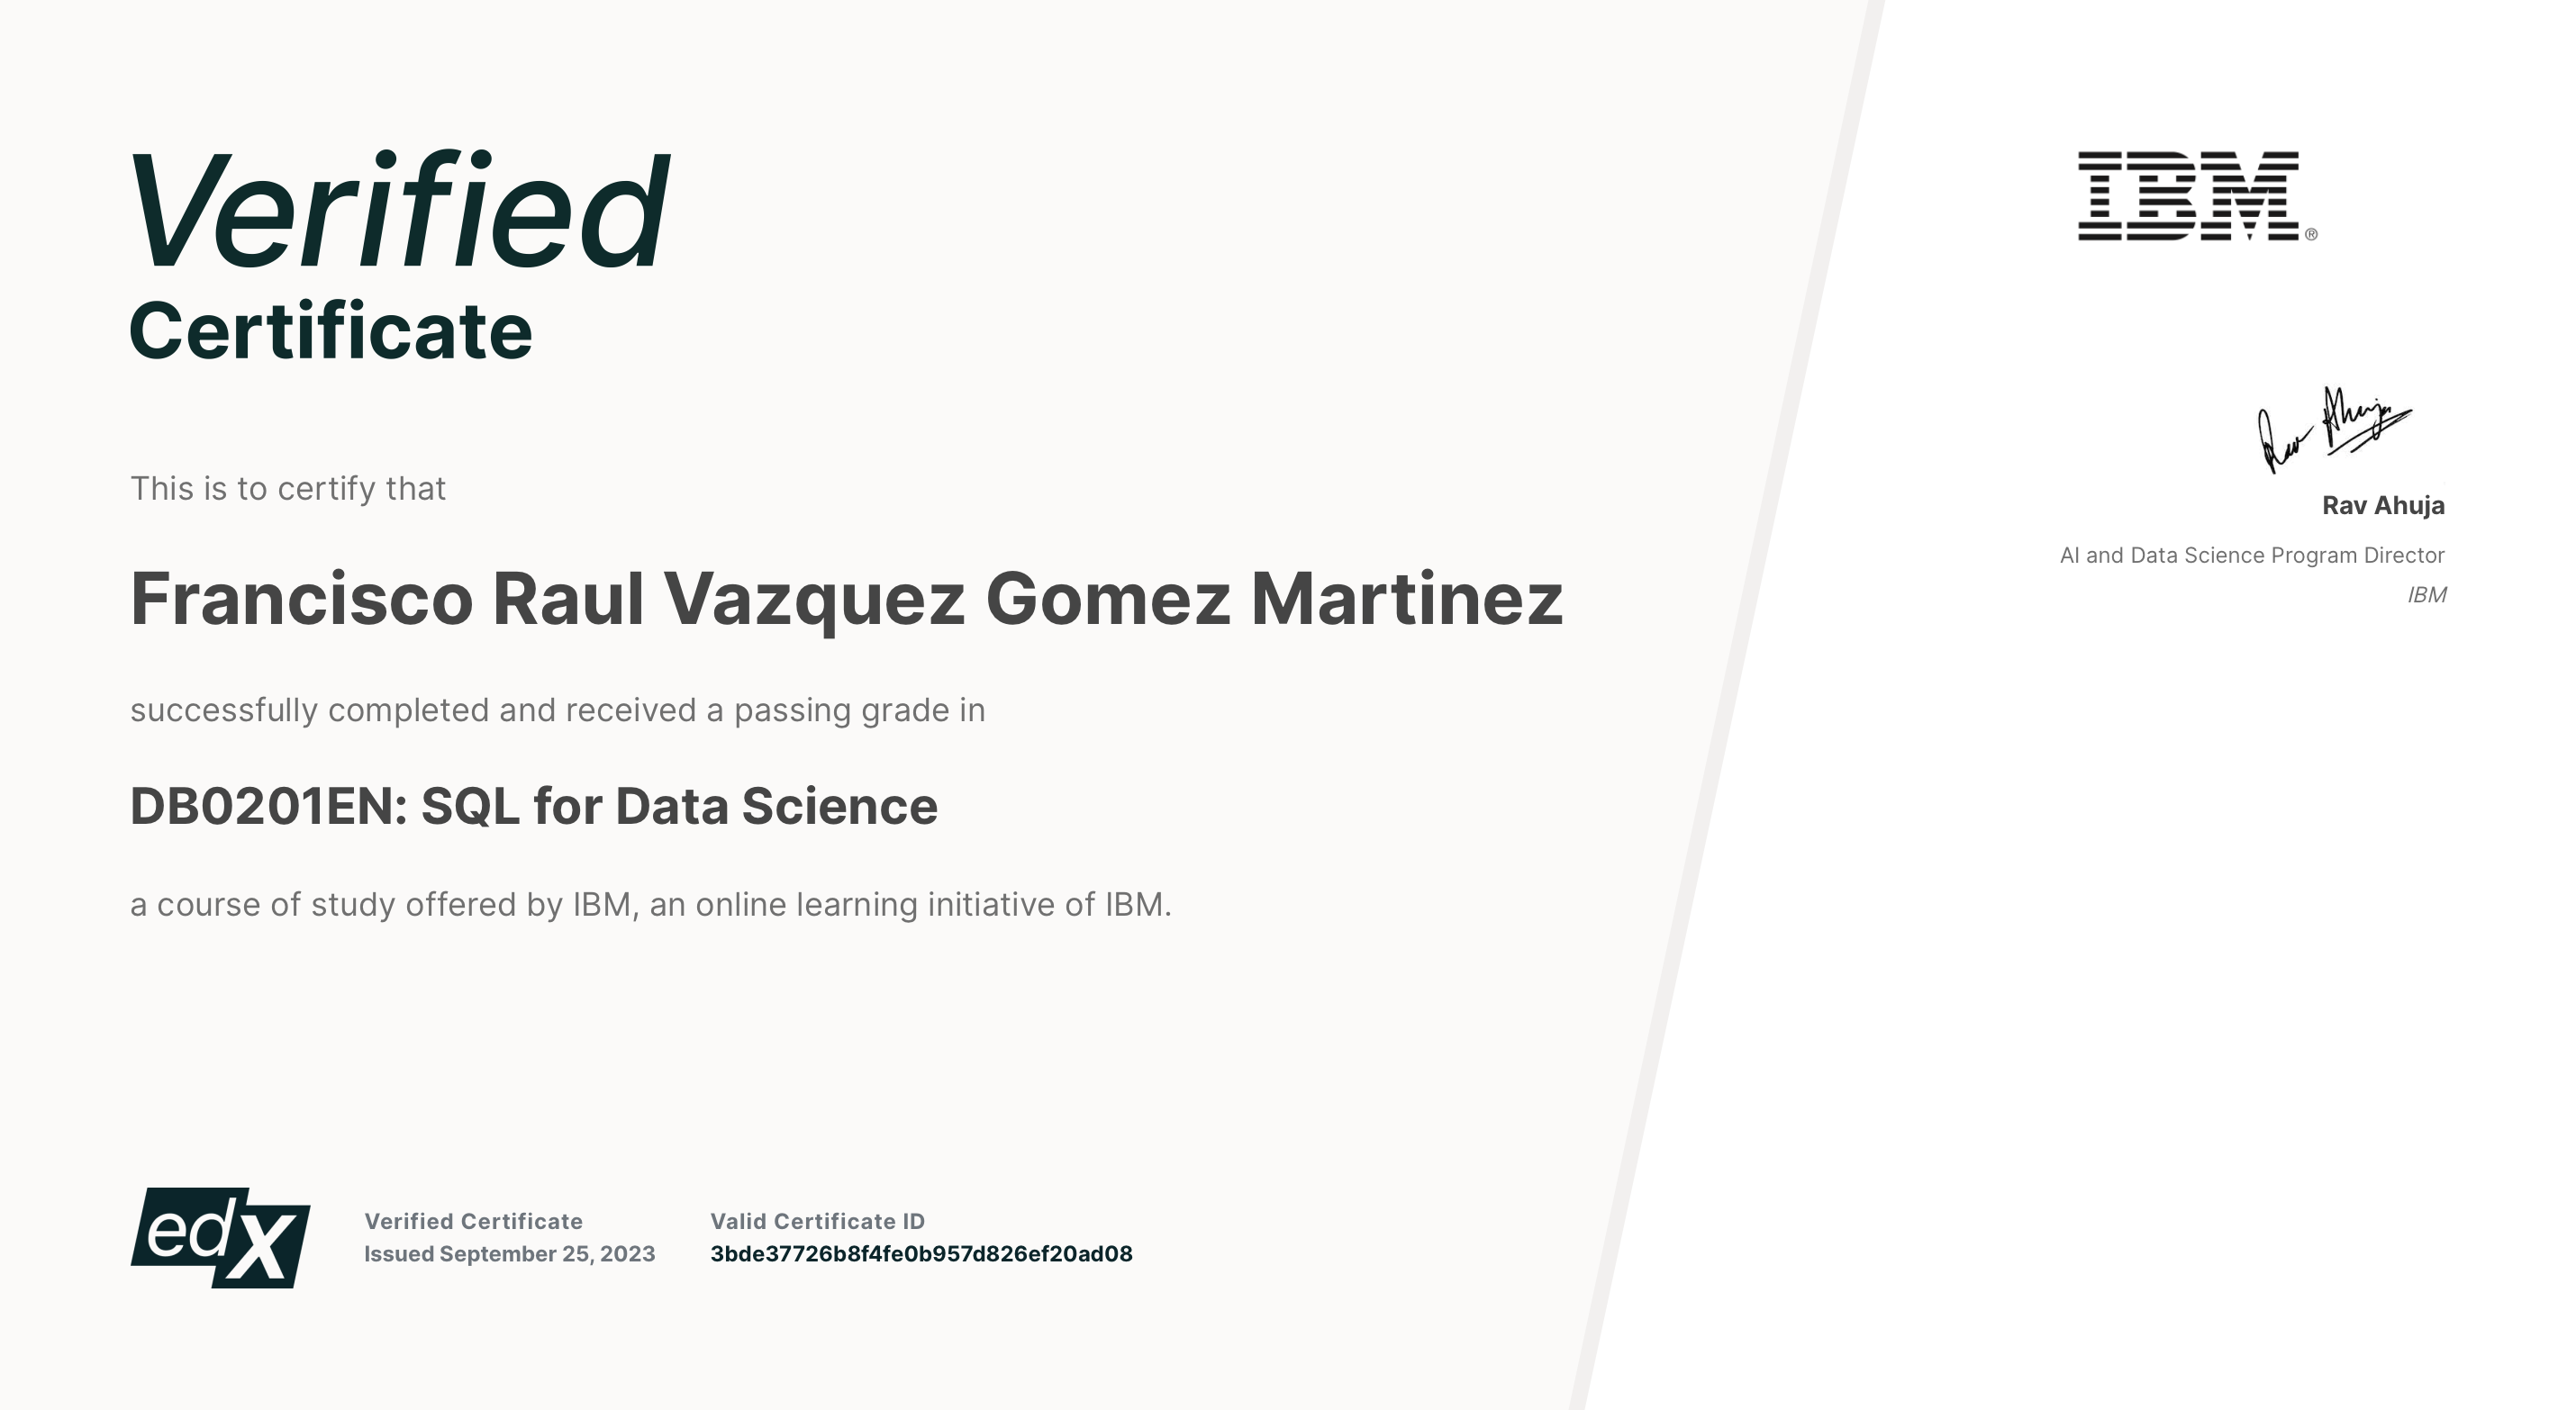 Verified
Certificate
This is to certify that
Francisco Raul Vazquez Gomez Martinez
successfully completed and received a passing grade in
DB0201EN: SQL for Data Science
a course of study offered by IBM, an online learning initiative of IBM.
edX
Verified Certificate
Issued September 25, 2023
Valid Certificate ID
3bde37726b8f4fe0b957d826ef20ad08
IBM®
Rav Ahuja
Rav Ahuja
AI and Data Science Program Director
IBM